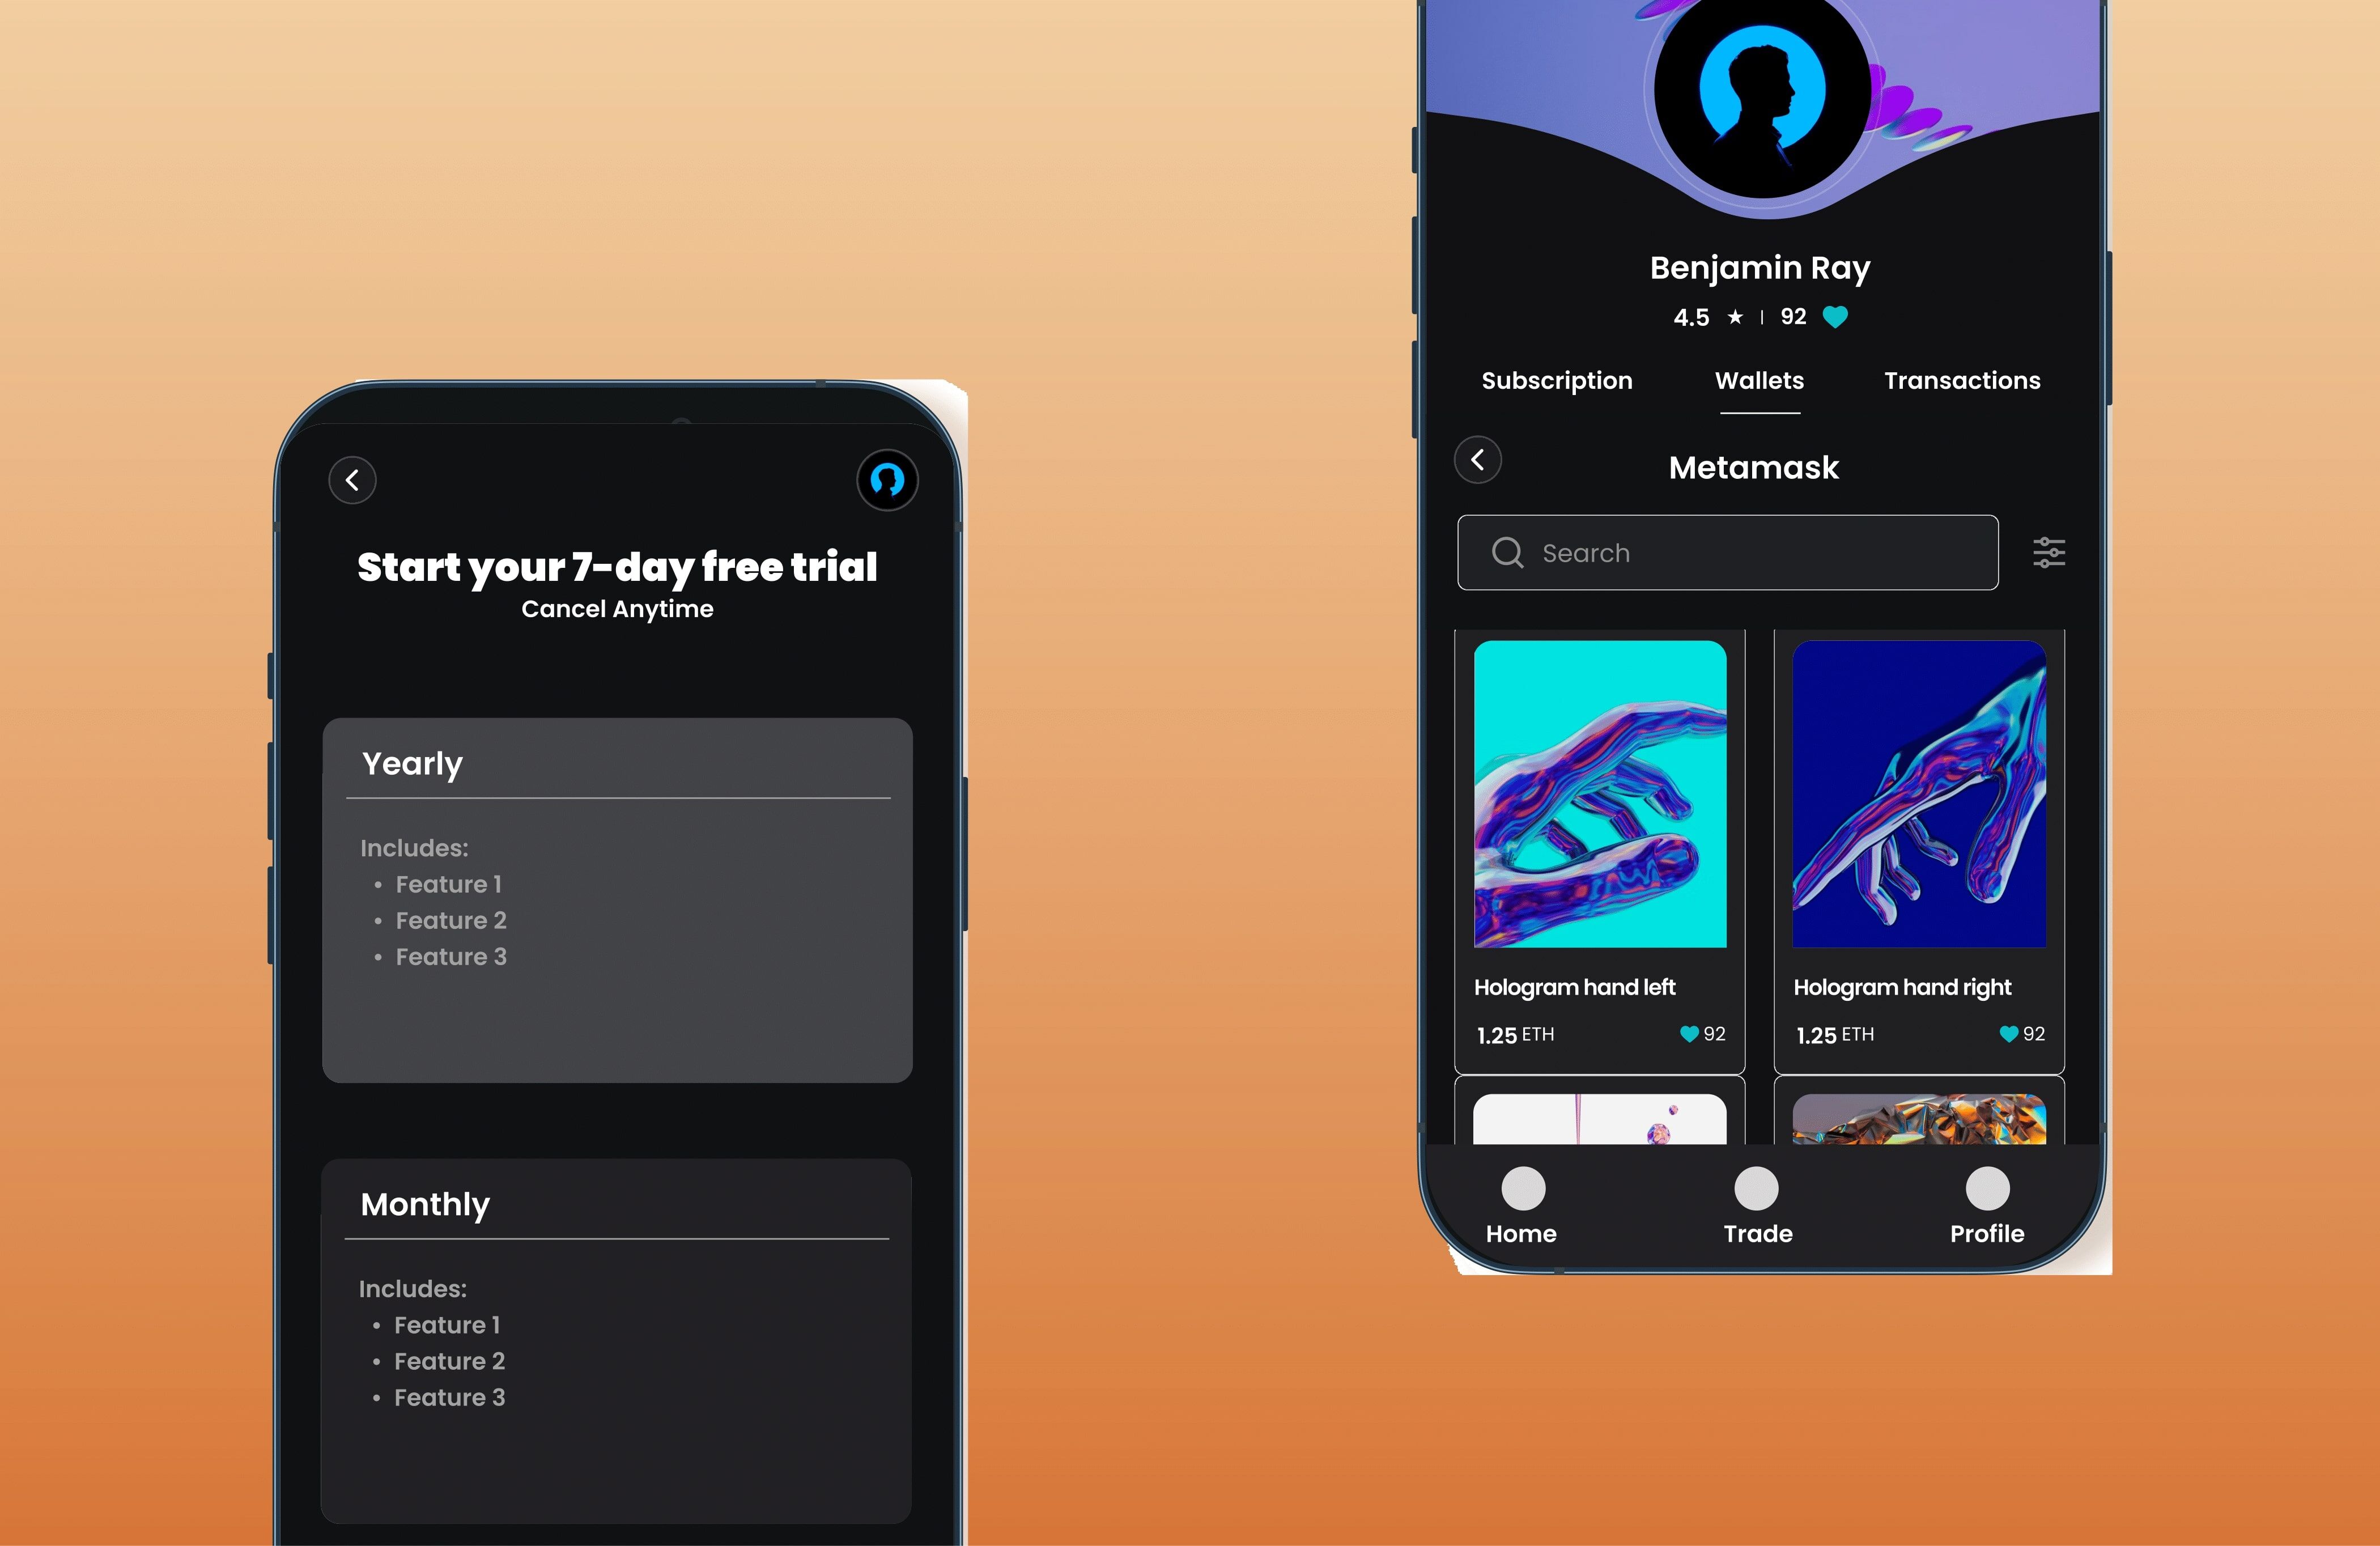 Start your 7-day free trial
Cancel Anytime
Yearly
Includes:
• Feature 1
• Feature 2
• Feature 3
Monthly
Includes:
• Feature 1
• Feature 2
• Feature 3
Benjamin Ray
4.5 ★ | 92
Subscription Wallets Transactions
Metamask
Search
Hologram hand left
1.25 ETH 92
Hologram hand right
1.25 ETH 92
Home Trade Profile